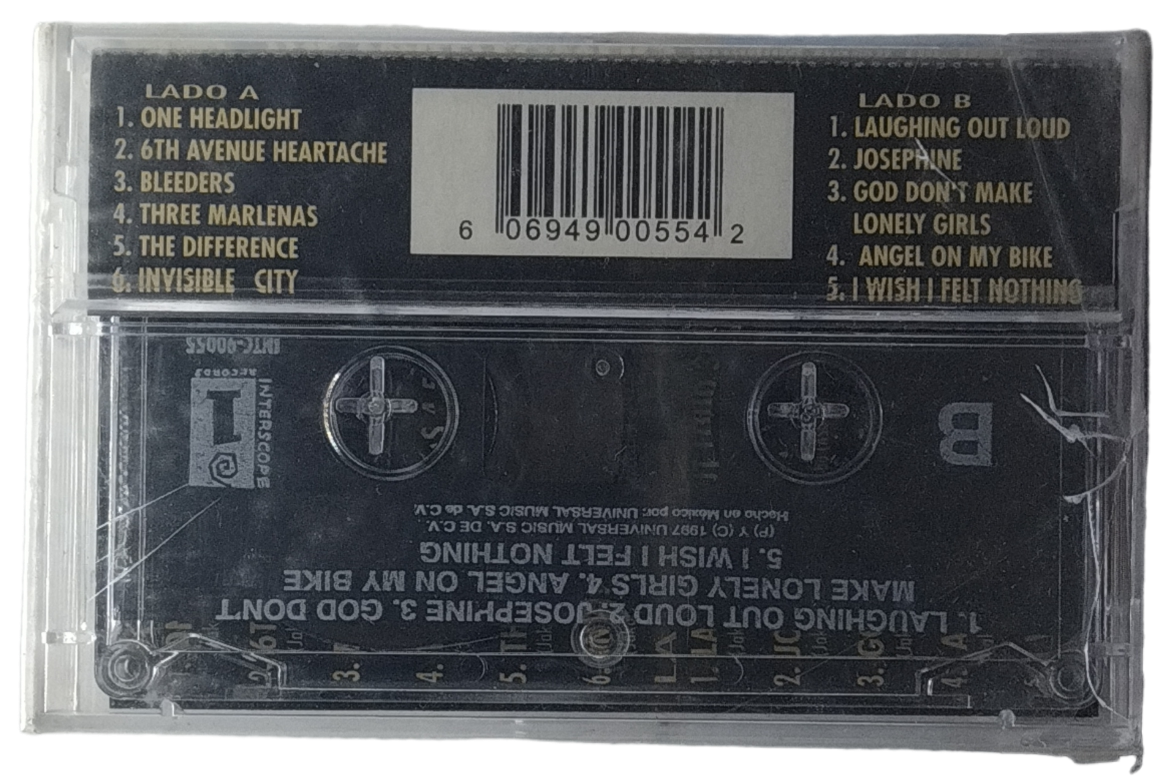 LADO A
1. ONE HEADLIGHT
2. 6TH AVENUE HEARTACHE
3. BLEEDERS
4. THREE MARLENAS
5. THE DIFFERENCE
6. INVISIBLE CITY
6 06949 00554 2
LADO B
1. LAUGHING OUT LOUD
2. JOSEPHINE
3. GOD DON'T MAKE
LONELY GIRLS
4. ANGEL ON MY BIKE
5. I WISH I FELT NOTHING
B
INTERSCOPE
RECORDS
INTC-90055
1. LAUGHING OUT LOUD 2. JOSEPHINE 3. GOD DON'T
MAKE LONELY GIRLS 4. ANGEL ON MY BIKE
5. I WISH I FELT NOTHING
(P) Y (C) 1997 UNIVERSAL MUSIC S.A. DE C.V.
Hecho en México por: UNIVERSAL MUSIC S.A. de C.V.